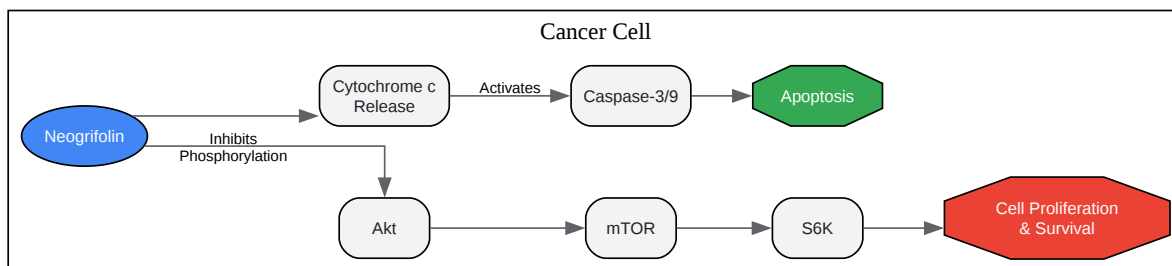 Cancer Cell
Cytochrome c
Release
Activates
Caspase-3/9
Apoptosis
Neogrifolin
Inhibits
Phosphorylation
Akt
mTOR
S6K
Cell Proliferation
& Survival